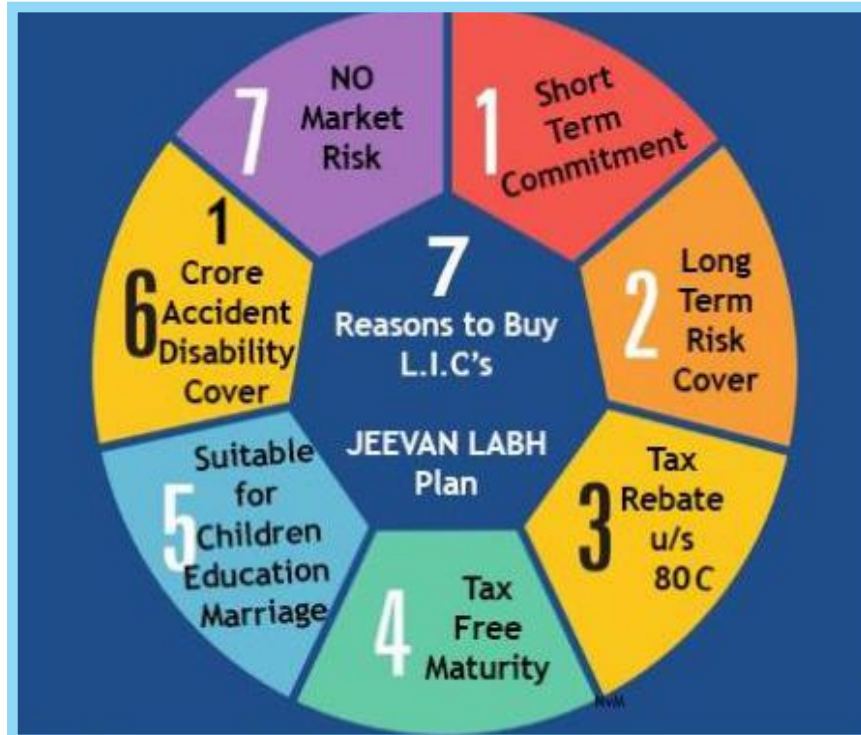 7
Reasons to Buy
L.I.C's
JEEVAN LABH
Plan
1
Short
Term
Commitment
2
Long
Term
Risk
Cover
3
Tax
Rebate
u/s
80C
4
Tax
Free
Maturity
5
Suitable
for
Children
Education
Marriage
6
1
Crore
Accident
Disability
Cover
7
NO
Market
Risk